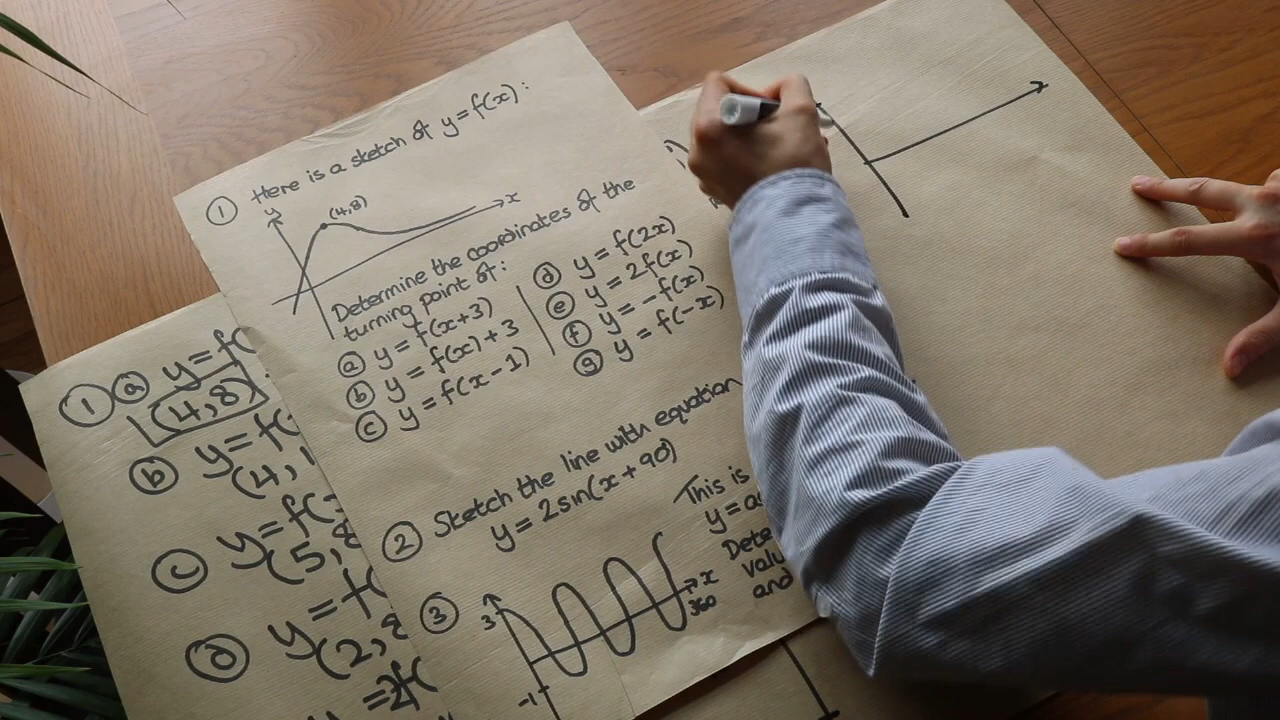 ① Here is a sketch of y=f(x):
y
(4,8)
x
Determine the coordinates of the
turning point of:
ⓐ y=f(x+3)
ⓑ y=f(x)+3
ⓒ y=f(x-1)
ⓓ y=f(2x)
ⓔ y=2f(x)
ⓕ y=-f(x)
ⓖ y=f(-x)
② Sketch the line with equation
y=2sin(x+90)
③
3
-1
x
360
This is
y=
Dete
valu
and
① ⓐ y=f(
(4,8)
ⓑ y=f(
(4,
ⓒ y=f(
(5,8
ⓓ y=f(
(2,8
=2f(